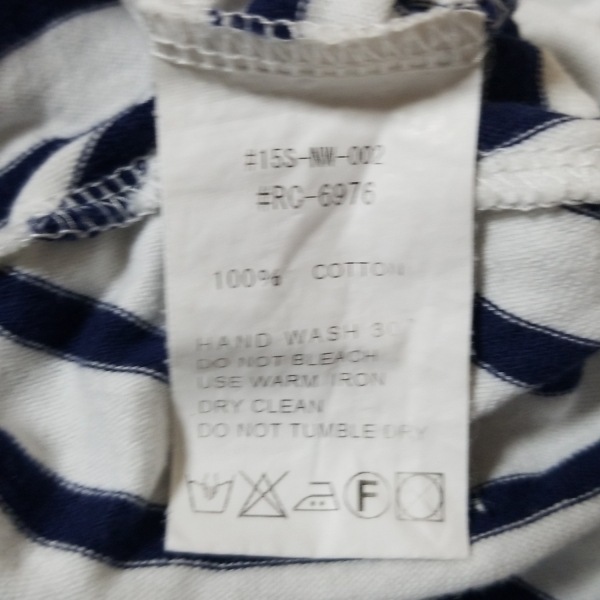 #15S-NW-002
#RC-6976
100% COTTON
HAND WASH
DO NOT BLEACH
USE WARM IRON
DRY CLEAN
DO NOT TUMBLE DRY
F